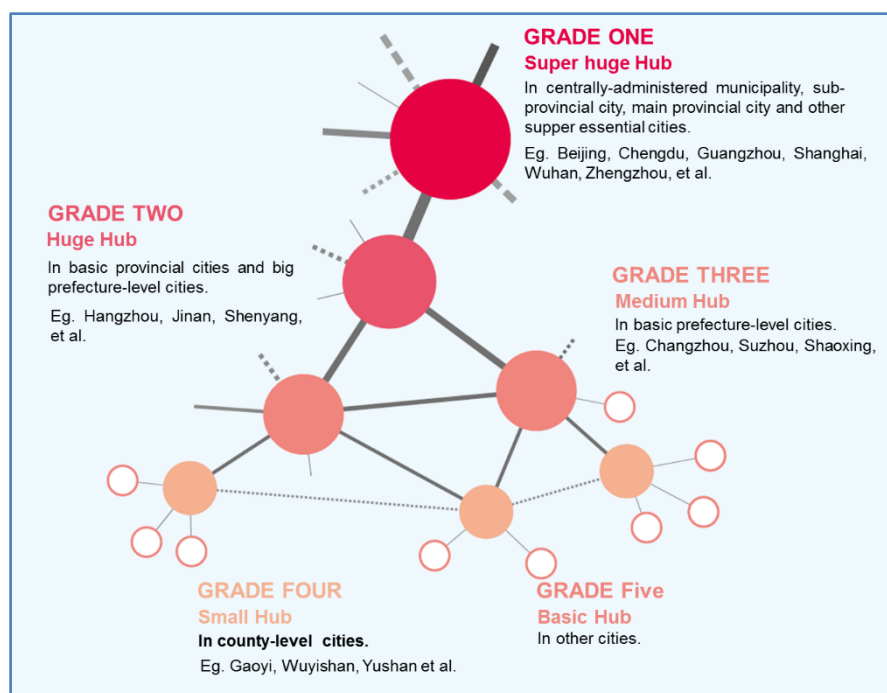 GRADE ONE
Super huge Hub
In centrally-administered municipality, sub-
provincial city, main provincial city and other
supper essential cities.
Eg. Beijing, Chengdu, Guangzhou, Shanghai,
Wuhan, Zhengzhou, et al.
GRADE TWO
Huge Hub
In basic provincial cities and big
prefecture-level cities.
Eg. Hangzhou, Jinan, Shenyang,
et al.
GRADE THREE
Medium Hub
In basic prefecture-level cities.
Eg. Changzhou, Suzhou, Shaoxing,
et al.
GRADE FOUR
Small Hub
In county-level cities.
Eg. Gaoyi, Wuyishan, Yushan et al.
GRADE Five
Basic Hub
In other cities.